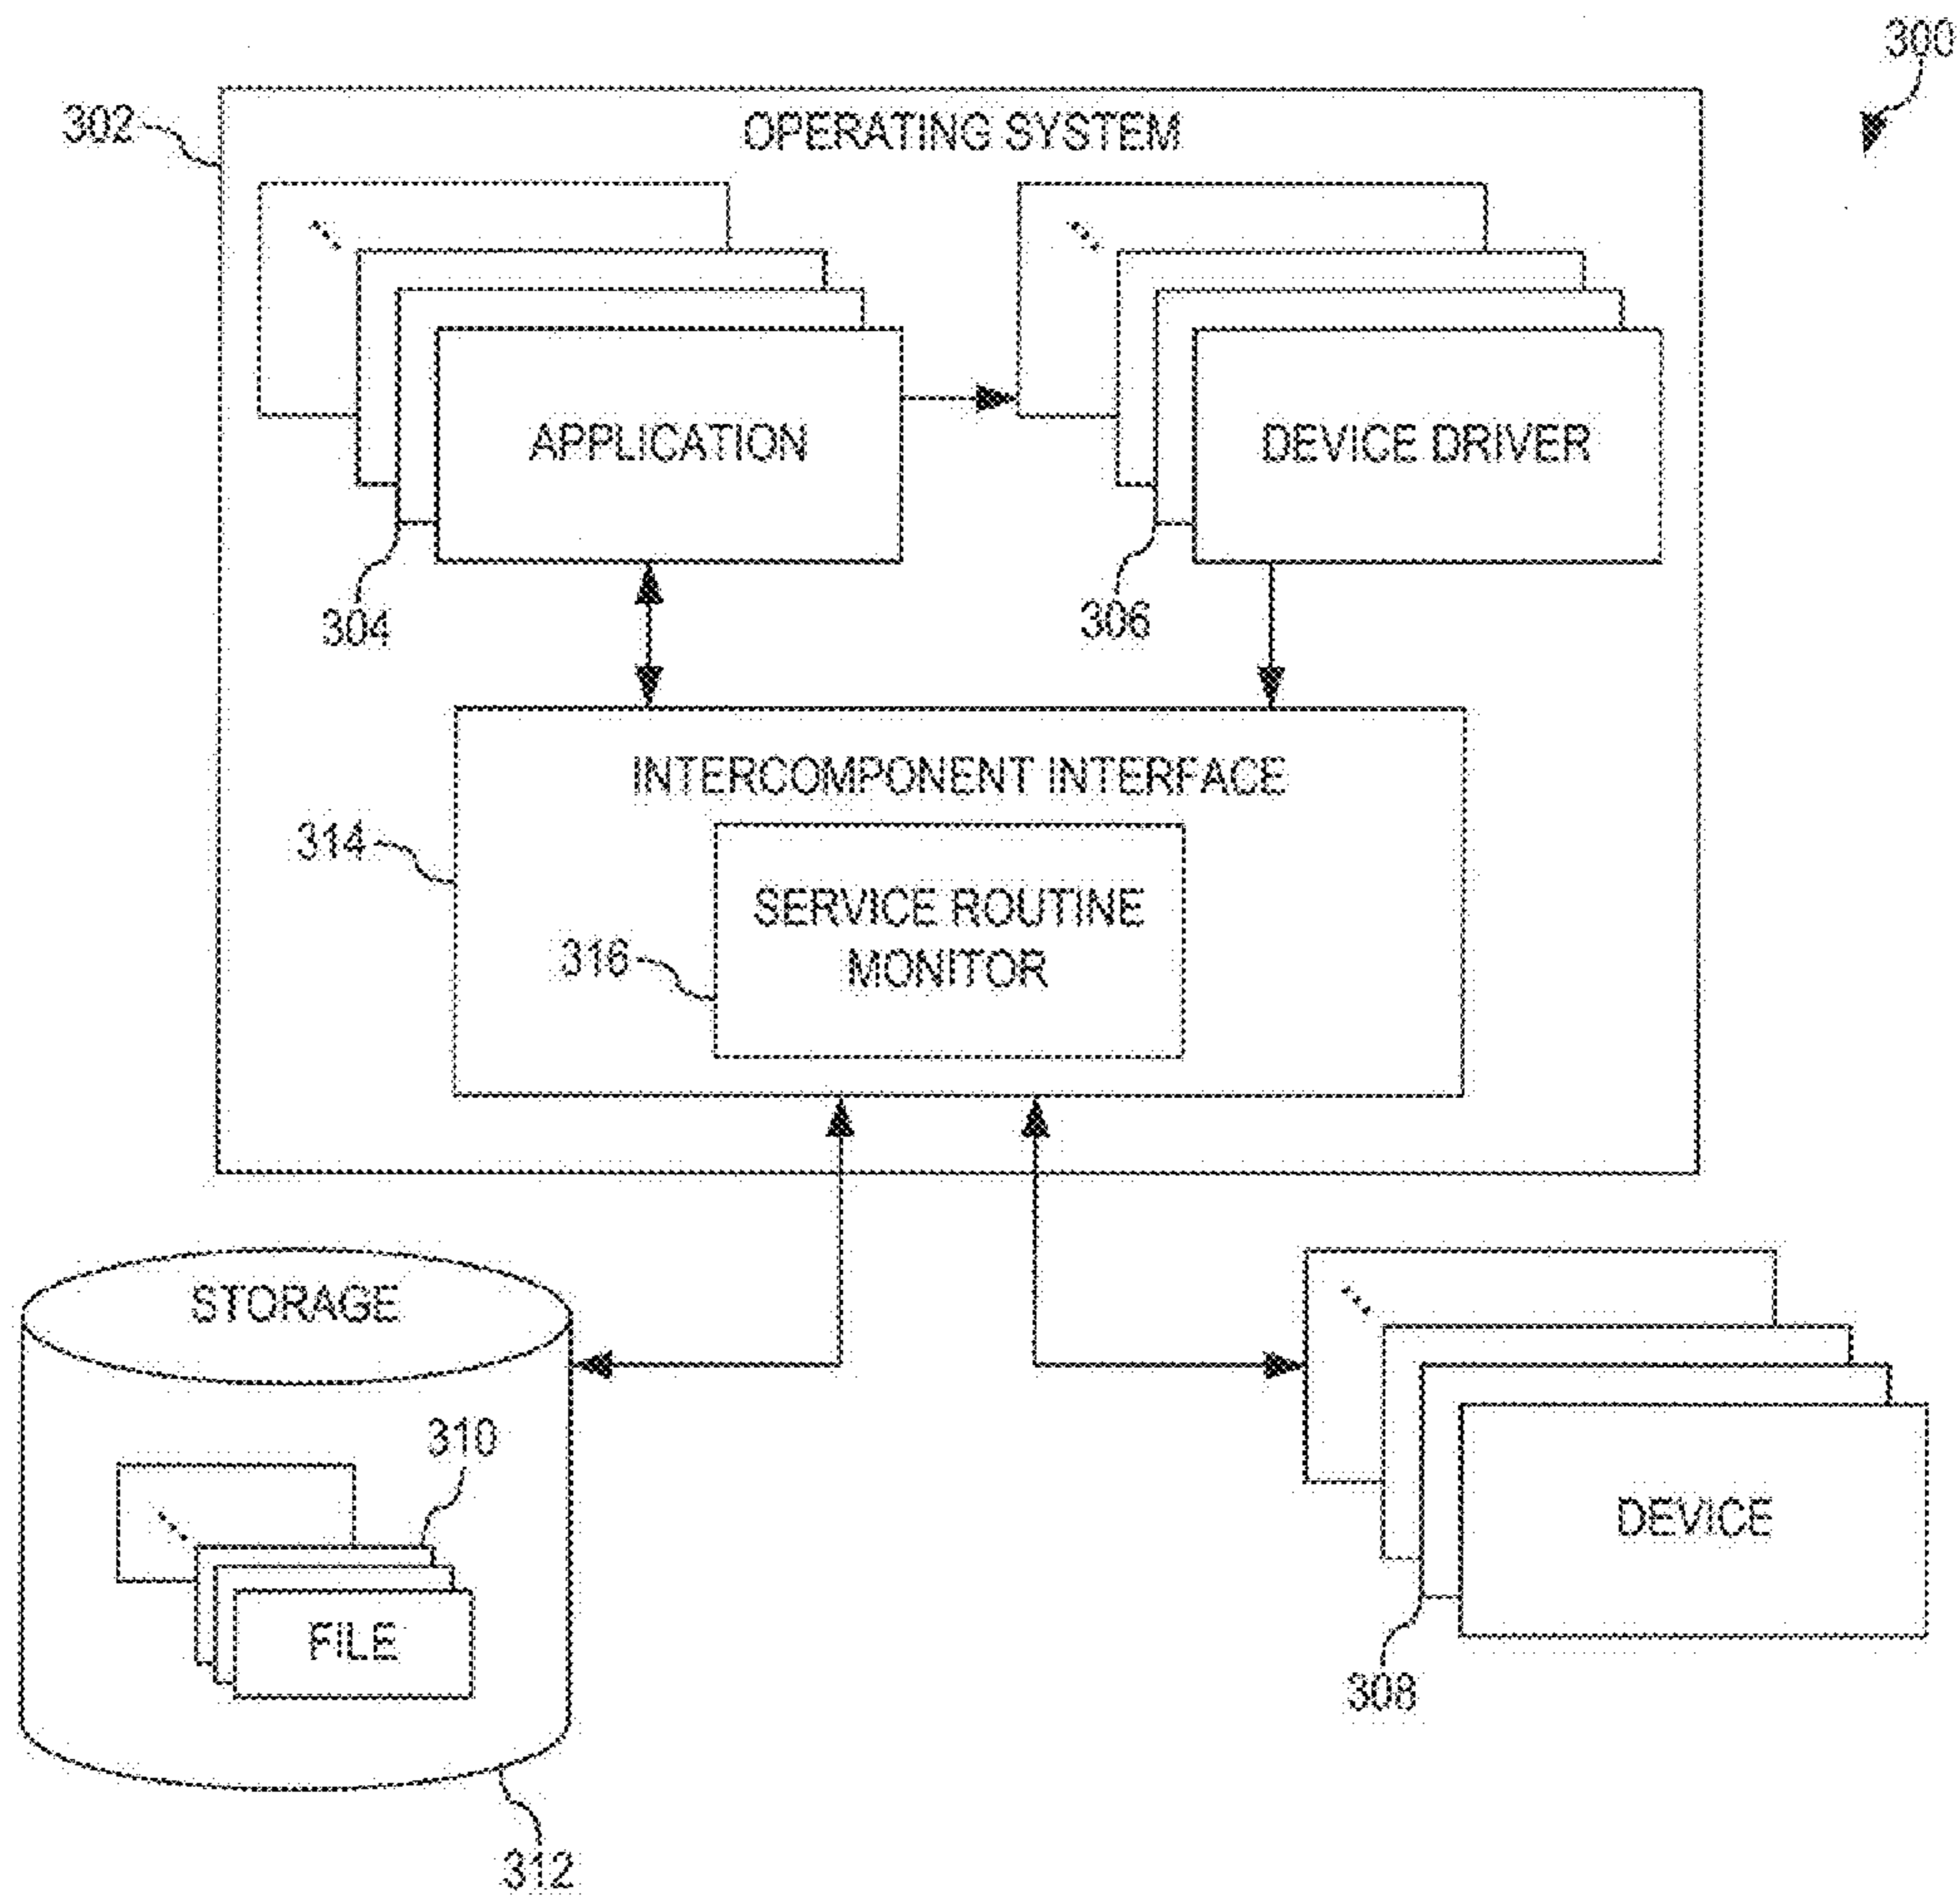 300
302
OPERATING SYSTEM
APPLICATION
DEVICE DRIVER
304
306
INTERCOMPONENT INTERFACE
314
SERVICE ROUTINE
MONITOR
316
STORAGE
310
FILE
DEVICE
308
312